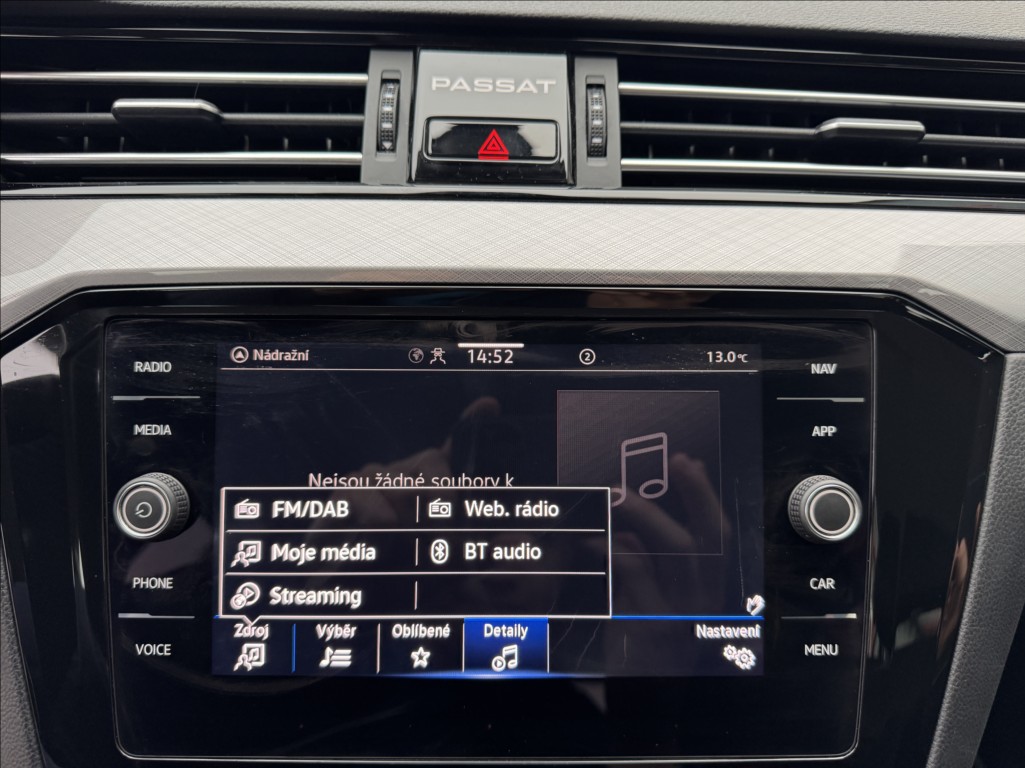 PASSAT
RADIO
MEDIA
PHONE
VOICE
Nádražní
14:52
2
13.0°C
Nejsou žádné soubory k
FM/DAB
Web. rádio
Moje média
BT audio
Streaming
Zdroj
Výběr
Oblíbené
Detaily
Nastavení
NAV
APP
CAR
MENU